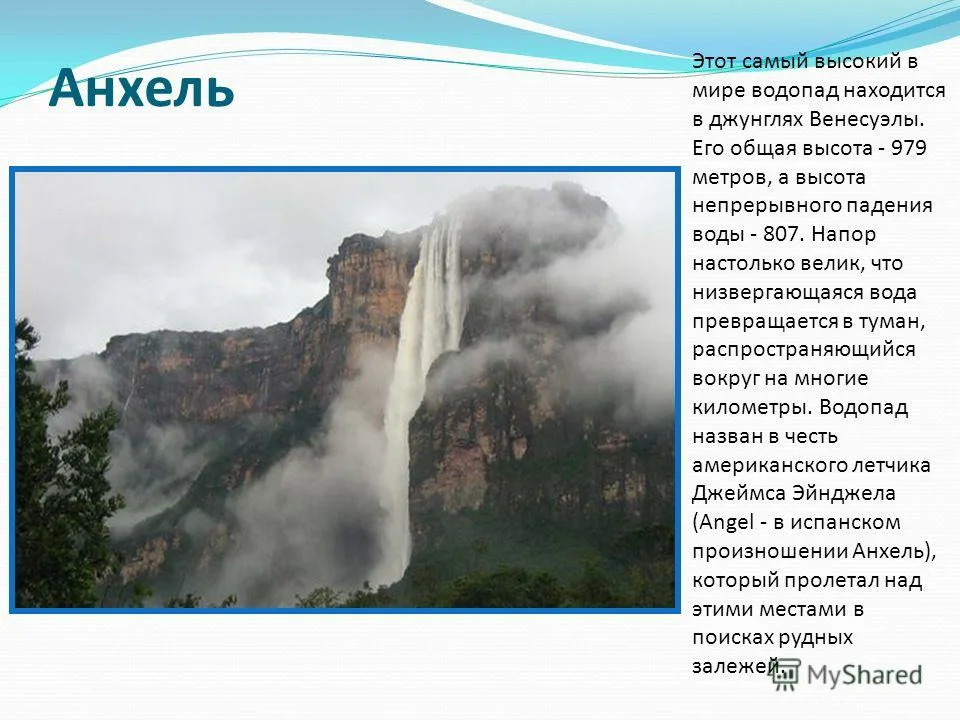 Анхель
Этот самый высокий в
мире водопад находится
в джунглях Венесуэлы.
Его общая высота - 979
метров, а высота
непрерывного падения
воды - 807. Напор
настолько велик, что
низвергающаяся вода
превращается в туман,
распространяющийся
вокруг на многие
километры. Водопад
назван в честь
американского летчика
Джеймса Эйнджела
(Angel - в испанском
произношении Анхель),
который пролетал над
этими местами в
поисках рудных
залежей.
MyShared